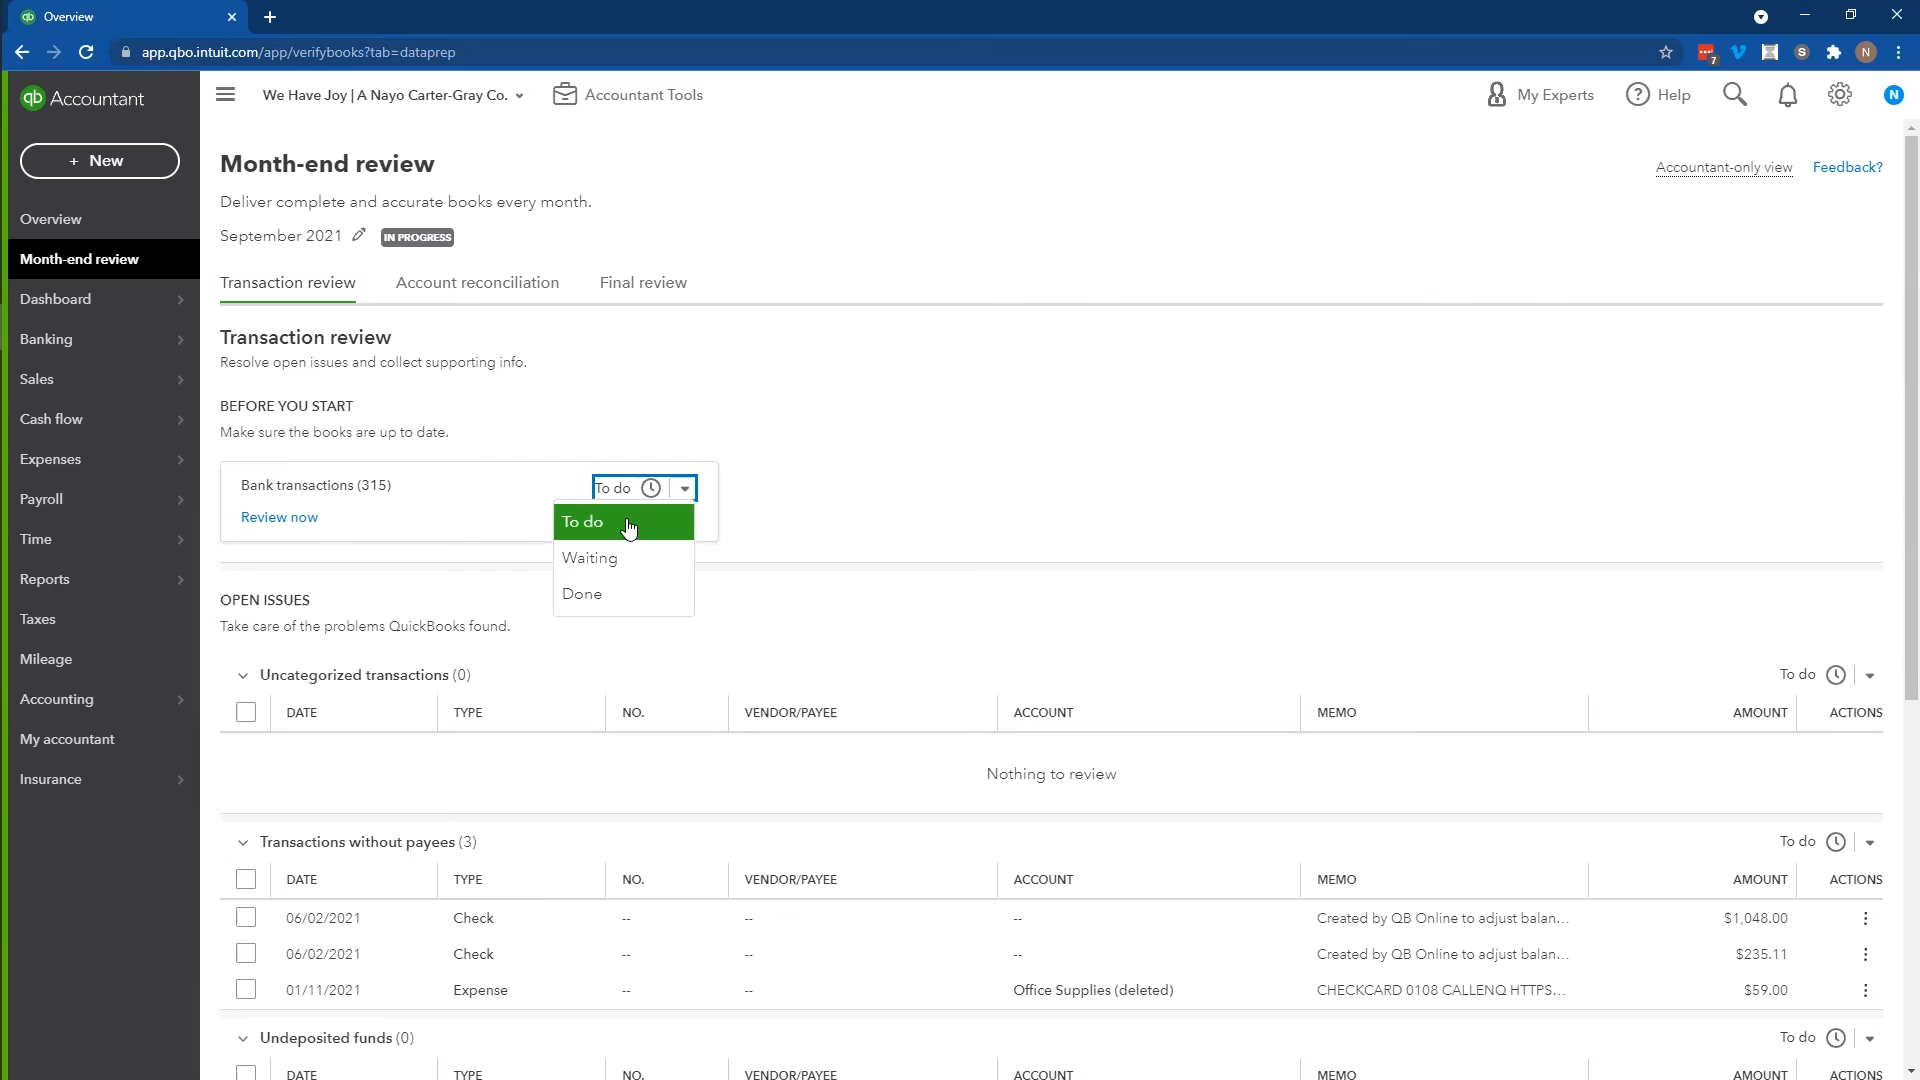 Overview
app.qbo.intuit.com/app/verifybooks?tab=dataprep
7
S
N
qb Accountant
We Have Joy | A Nayo Carter-Gray Co.
Accountant Tools
My Experts
? Help
N
+ New
Overview
Month-end review
Dashboard
Banking
Sales
Cash flow
Expenses
Payroll
Time
Reports
Taxes
Mileage
Accounting
My accountant
Insurance
Month-end review
Accountant-only view Feedback?
Deliver complete and accurate books every month.
September 2021 IN PROGRESS
Transaction review Account reconciliation Final review
Transaction review
Resolve open issues and collect supporting info.
BEFORE YOU START
Make sure the books are up to date.
Bank transactions (315) To do
Review now
To do
Waiting
Done
OPEN ISSUES
Take care of the problems QuickBooks found.
Uncategorized transactions (0) To do
DATE TYPE NO. VENDOR/PAYEE ACCOUNT MEMO AMOUNT ACTIONS
Nothing to review
Transactions without payees (3) To do
DATE TYPE NO. VENDOR/PAYEE ACCOUNT MEMO AMOUNT ACTIONS
06/02/2021 Check -- -- -- Created by QB Online to adjust balan... $1,048.00
06/02/2021 Check -- -- -- Created by QB Online to adjust balan... $235.11
01/11/2021 Expense -- -- Office Supplies (deleted) CHECKCARD 0108 CALLENQ HTTPS... $59.00
Undeposited funds (0) To do
DATE TYPE NO. VENDOR/PAYEE ACCOUNT MEMO AMOUNT ACTIONS